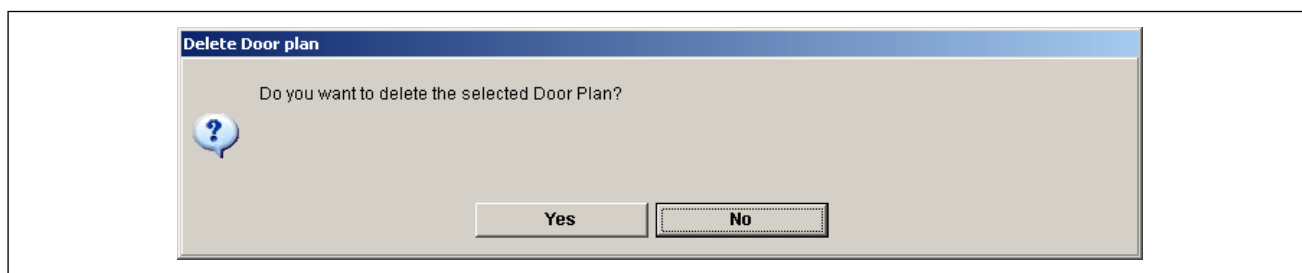 Delete Door plan
Do you want to delete the selected Door Plan?
Yes No